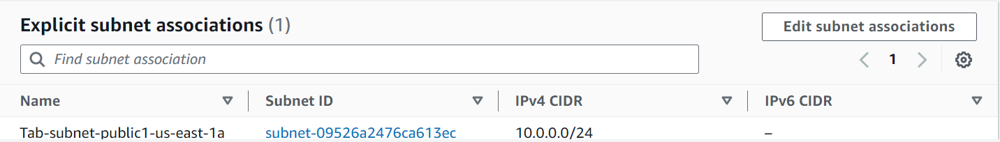 Explicit subnet associations (1)
Edit subnet associations
Find subnet association
1
Name Subnet ID IPv4 CIDR IPv6 CIDR
Tab-subnet-public1-us-east-1a subnet-09526a2476ca613ec 10.0.0.0/24 –